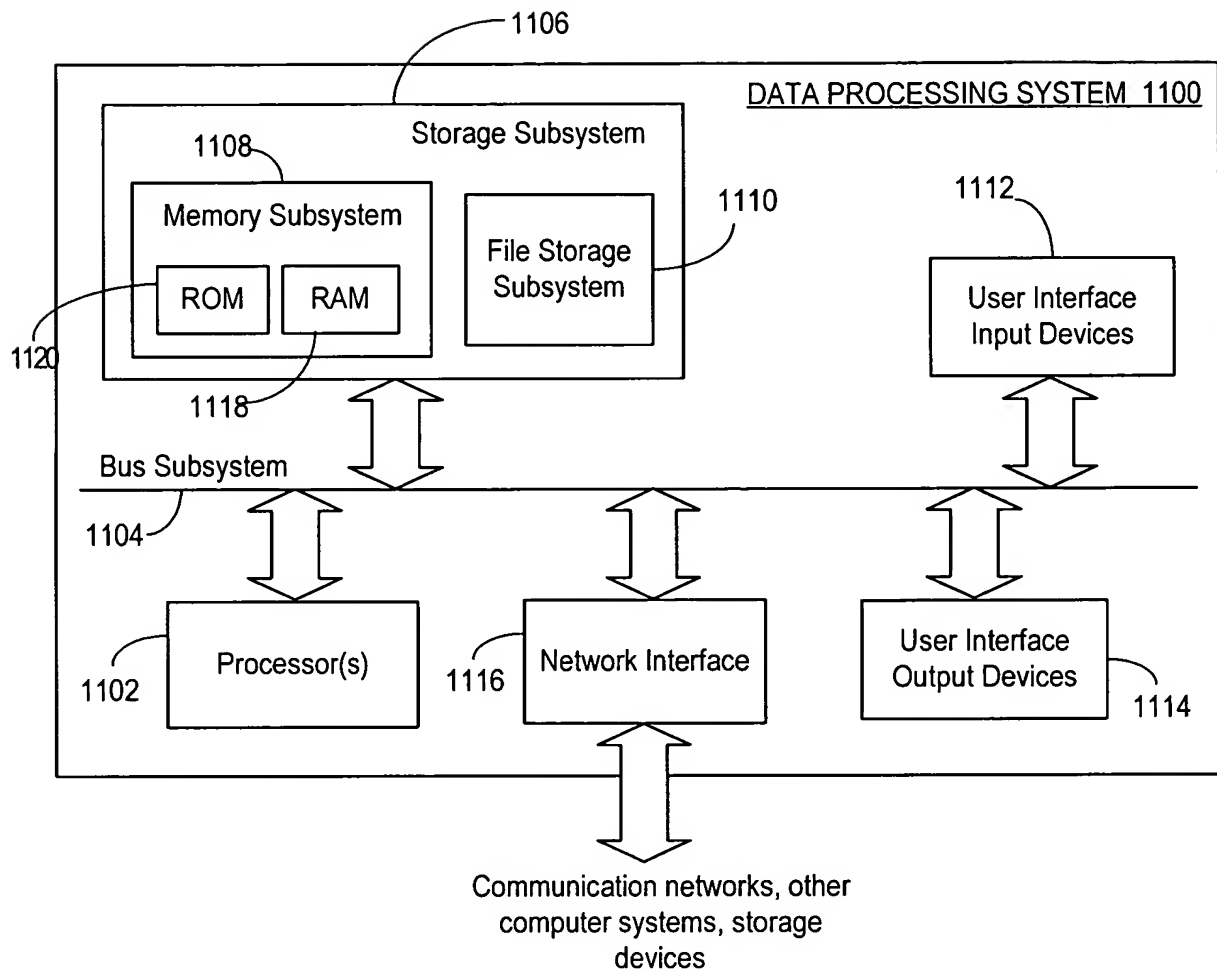 1106
DATA PROCESSING SYSTEM 1100
Storage Subsystem
1108
Memory Subsystem
ROM
RAM
File Storage
Subsystem
1110
1112
User Interface
Input Devices
1120
1118
Bus Subsystem
1104
Processor(s)
1102
Network Interface
1116
User Interface
Output Devices
1114
Communication networks, other
computer systems, storage
devices